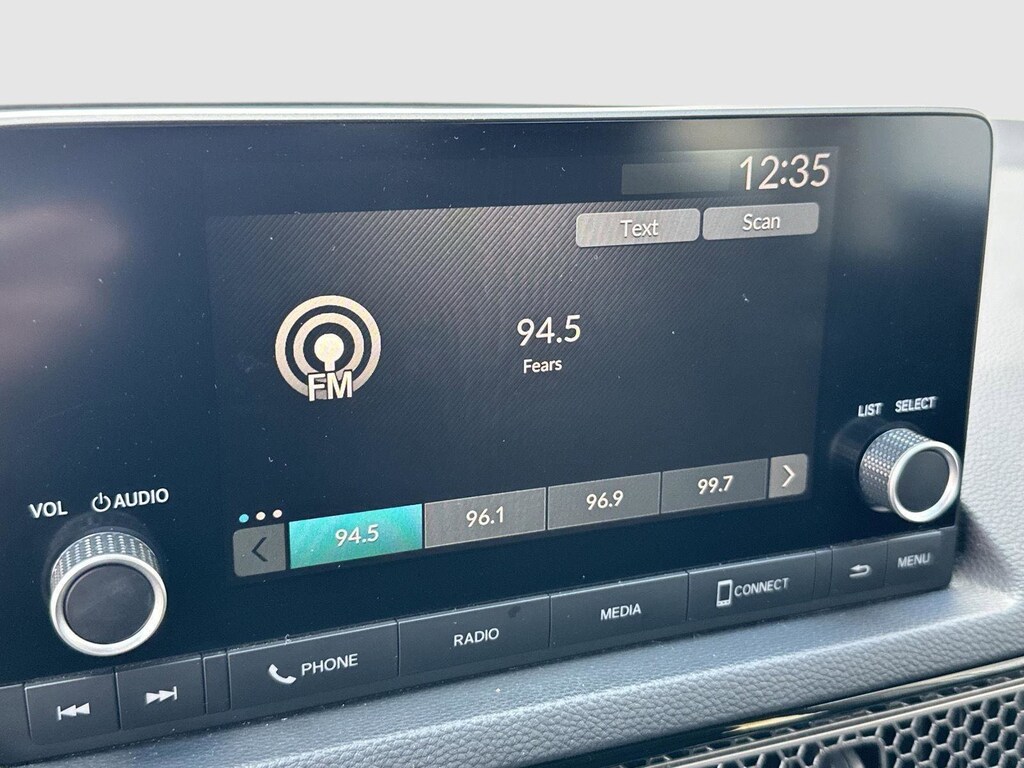 12:35
Text Scan
94.5
FM
Fears
LIST SELECT
VOL AUDIO
94.5 96.1 96.9 99.7
PHONE RADIO MEDIA CONNECT MENU